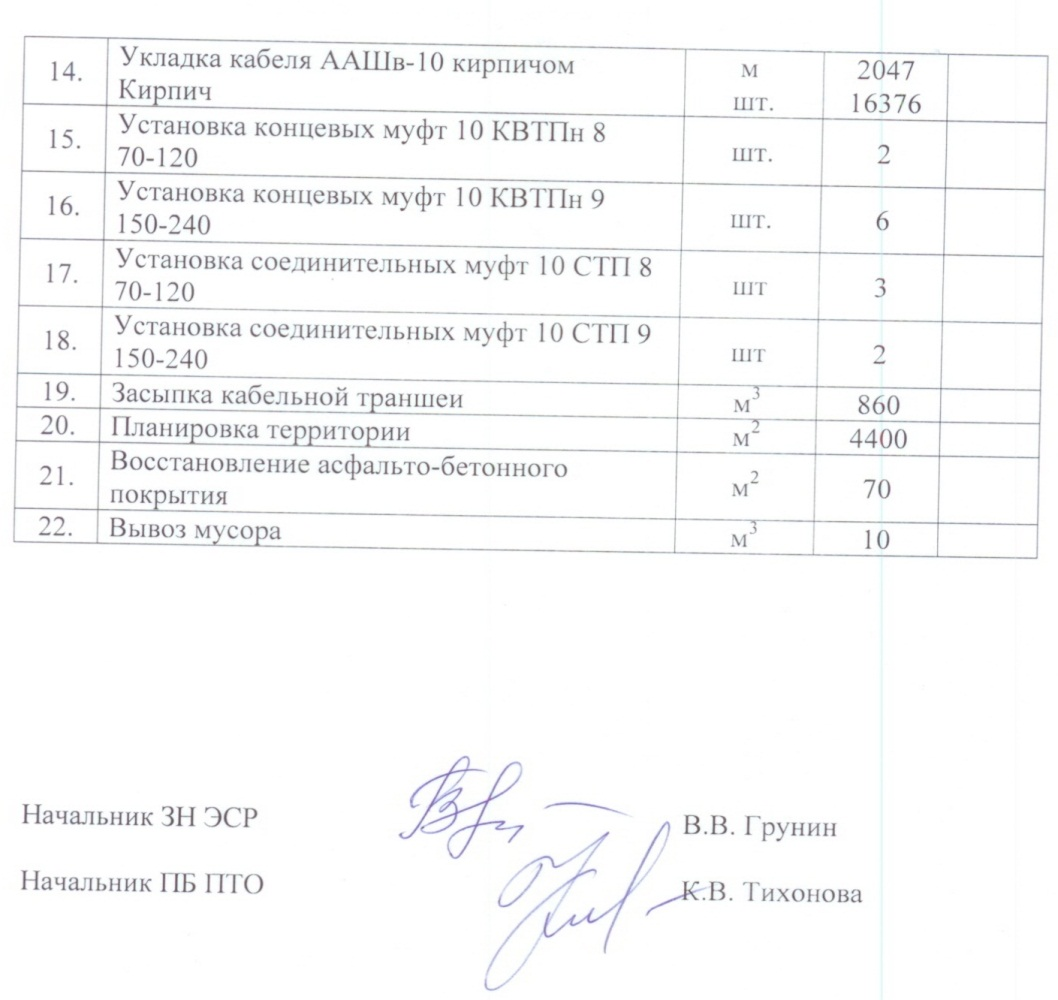 14. Укладка кабеля ААШв-10 кирпичом м 2047
Кирпич шт. 16376
15. Установка концевых муфт 10 КВТПн 8
70-120 шт. 2
16. Установка концевых муфт 10 КВТПн 9
150-240 шт. 6
17. Установка соединительных муфт 10 СТП 8
70-120 шт 3
18. Установка соединительных муфт 10 СТП 9
150-240 шт 2
19. Засыпка кабельной траншеи м³ 860
20. Планировка территории м² 4400
21. Восстановление асфальто-бетонного
покрытия м² 70
22. Вывоз мусора м³ 10
Начальник ЗН ЭСР В.В. Грунин
Начальник ПБ ПТО К.В. Тихонова